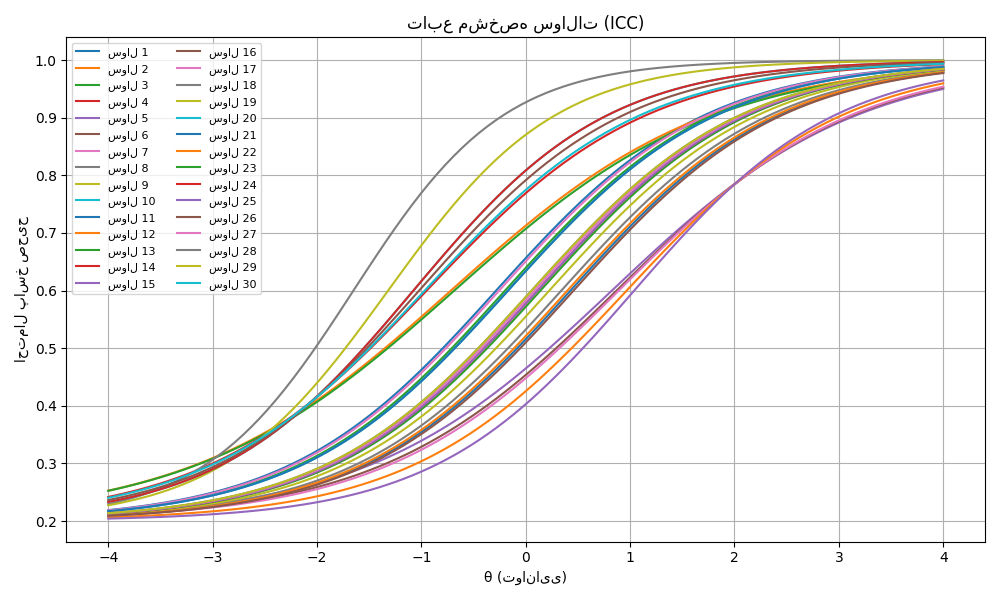 تابع مشخصه سوالات (ICC)
سوال 1
سوال 2
سوال 3
سوال 4
سوال 5
سوال 6
سوال 7
سوال 8
سوال 9
سوال 10
سوال 11
سوال 12
سوال 13
سوال 14
سوال 15
سوال 16
سوال 17
سوال 18
سوال 19
سوال 20
سوال 21
سوال 22
سوال 23
سوال 24
سوال 25
سوال 26
سوال 27
سوال 28
سوال 29
سوال 30
احتمال پاسخ صحیح
1.0
0.9
0.8
0.7
0.6
0.5
0.4
0.3
0.2
−4 −3 −2 −1 0 1 2 3 4
θ (توانایی)